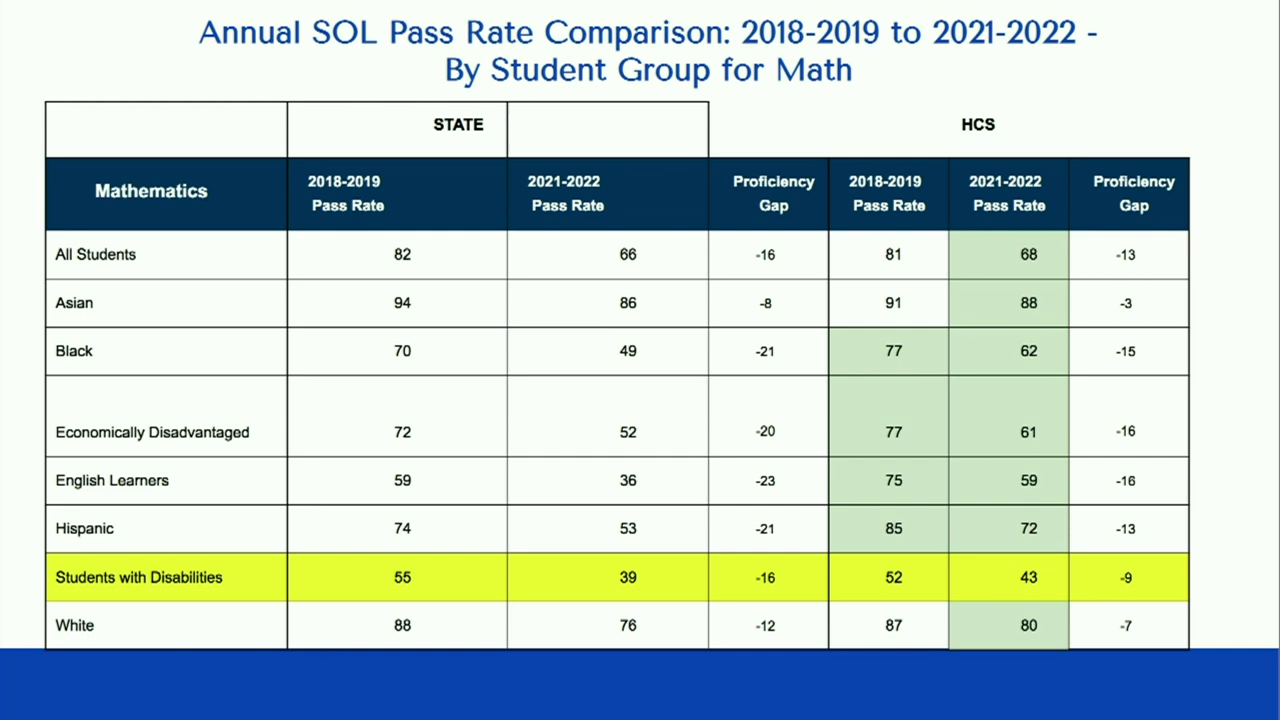 Annual SOL Pass Rate Comparison: 2018-2019 to 2021-2022 -
By Student Group for Math
STATE HCS
Mathematics 2018-2019 Pass Rate 2021-2022 Pass Rate Proficiency Gap 2018-2019 Pass Rate 2021-2022 Pass Rate Proficiency Gap
All Students 82 66 -16 81 68 -13
Asian 94 86 -8 91 88 -3
Black 70 49 -21 77 62 -15
Economically Disadvantaged 72 52 -20 77 61 -16
English Learners 59 36 -23 75 59 -16
Hispanic 74 53 -21 85 72 -13
Students with Disabilities 55 39 -16 52 43 -9
White 88 76 -12 87 80 -7